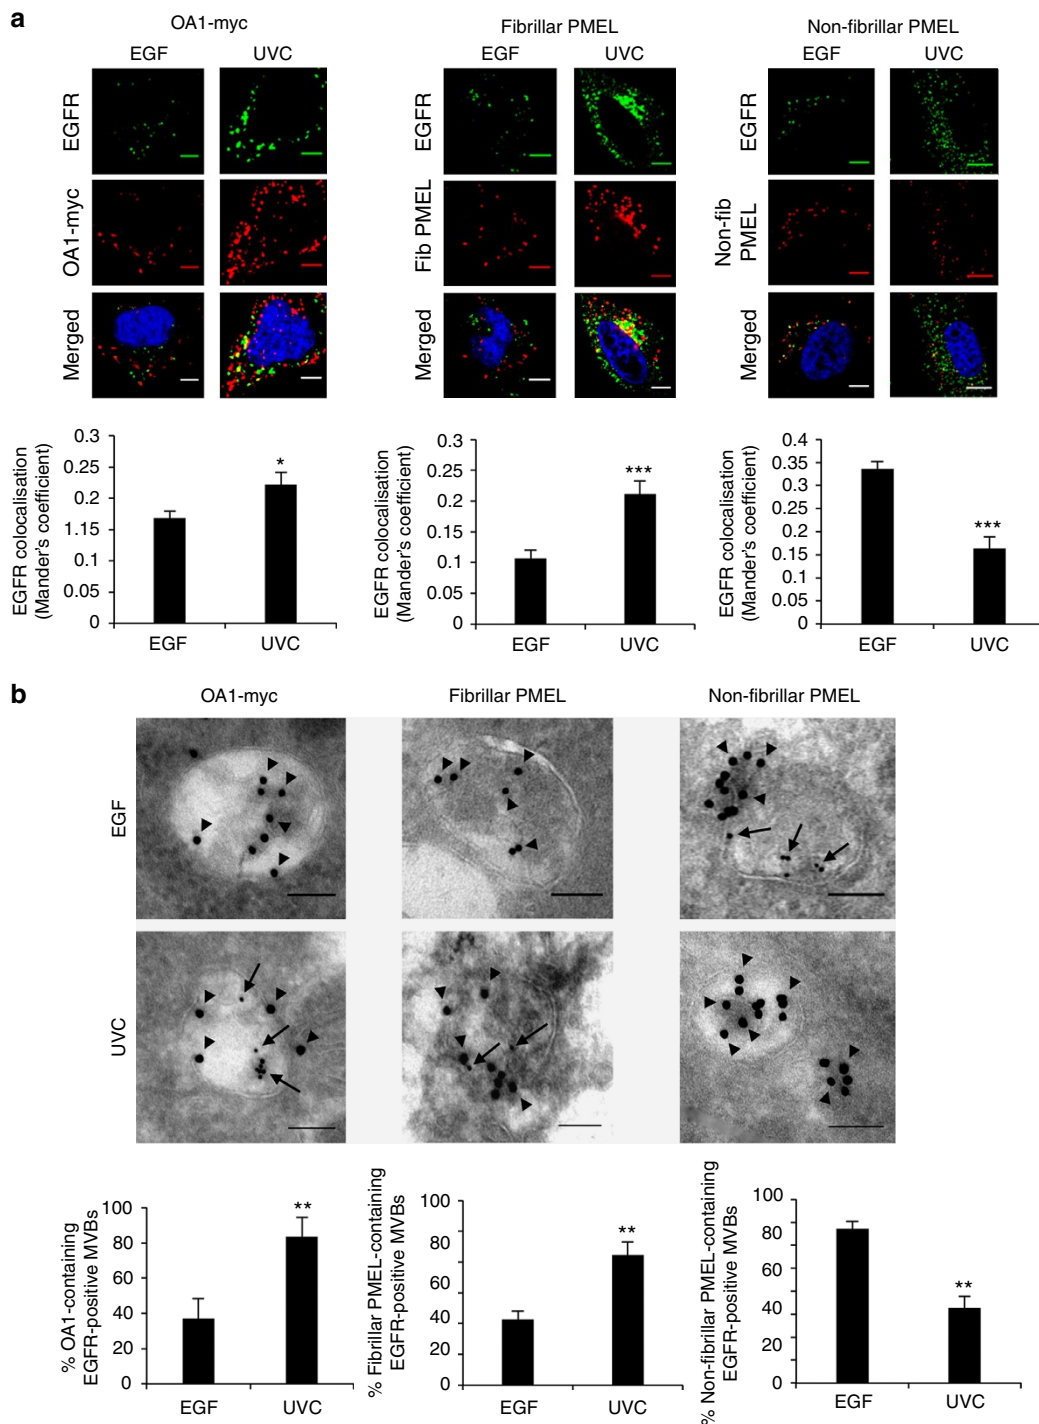 a
OA1-myc
Fibrillar PMEL
Non-fibrillar PMEL
EGF
UVC
EGF
UVC
EGF
UVC
EGFR
EGFR
EGFR
OA1-myc
Fib PMEL
Non-fib
PMEL
Merged
Merged
Merged
EGFR colocalisation
(Mander's coefficient)
0.3
0.25
0.2
1.15
0.1
0.05
0
*
EGF
UVC
EGFR colocalisation
(Mander's coefficient)
0.3
0.25
0.2
0.15
0.1
0.05
0
***
EGF
UVC
EGFR colocalisation
(Mander's coefficient)
0.4
0.35
0.3
0.25
0.2
0.15
0.1
0.05
0
***
EGF
UVC
b
OA1-myc
Fibrillar PMEL
Non-fibrillar PMEL
EGF
UVC
% OA1-containing
EGFR-positive MVBs
100
80
60
40
20
0
**
EGF
UVC
% Fibrillar PMEL-containing
EGFR-positive MVBs
100
80
60
40
20
0
**
EGF
UVC
% Non-fibrillar PMEL-containing
EGFR-positive MVBs
100
80
60
40
20
0
**
EGF
UVC